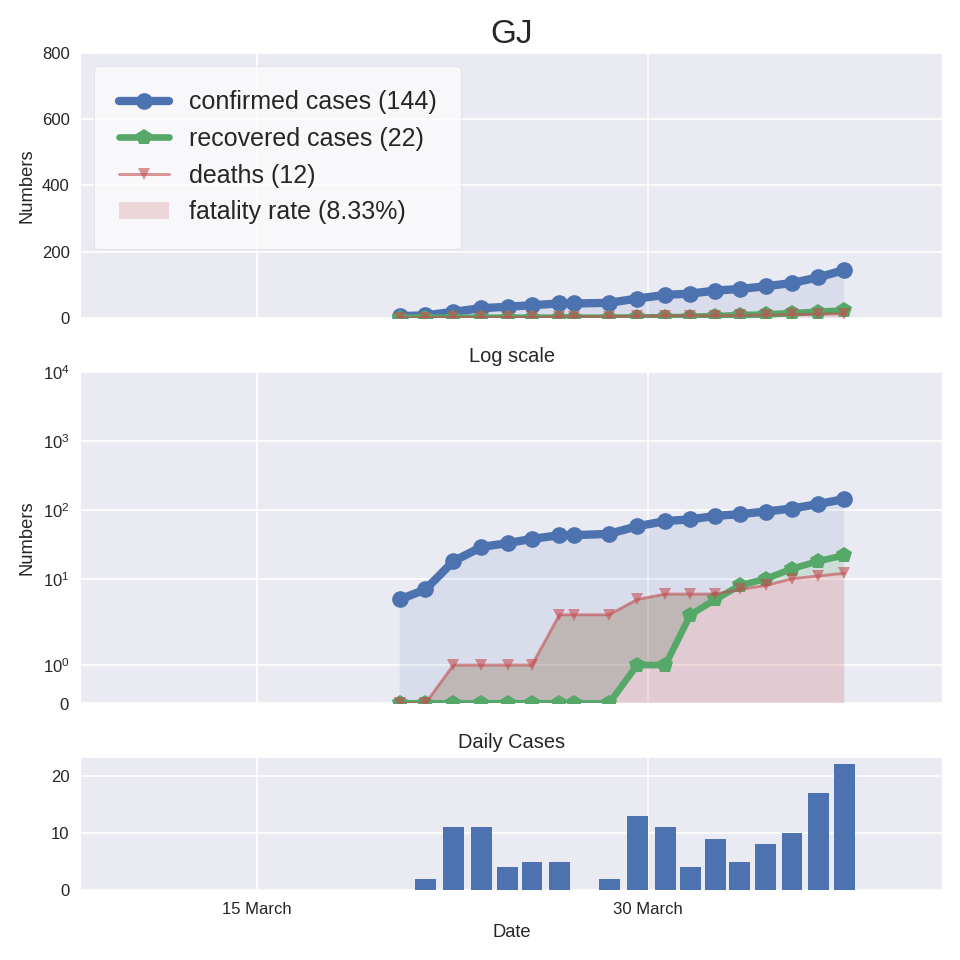 GJ
800
600
400
200
0
Numbers
confirmed cases (144)
recovered cases (22)
deaths (12)
fatality rate (8.33%)
Log scale
10⁴
10³
10²
10¹
10⁰
0
Numbers
Daily Cases
20
10
0
15 March
30 March
Date